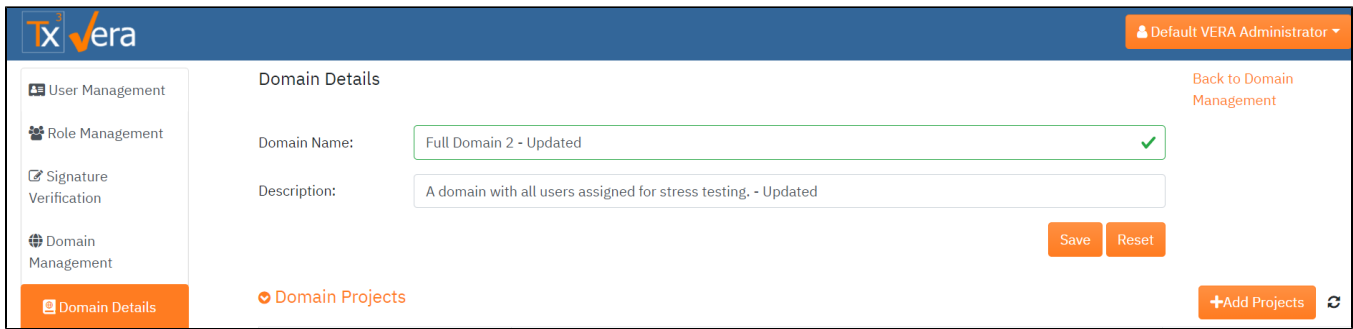 Tx3 Vera
Default VERA Administrator
User Management
Role Management
Signature
Verification
Domain
Management
Domain Details
Domain Details
Back to Domain
Management
Domain Name:
Full Domain 2 - Updated
Description:
A domain with all users assigned for stress testing. - Updated
Save
Reset
Domain Projects
+Add Projects